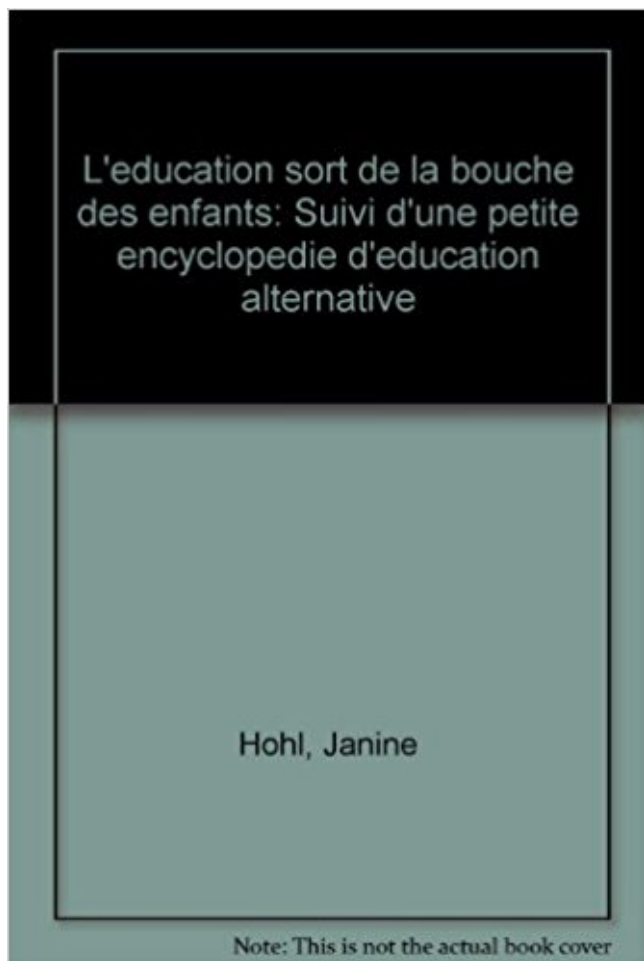 L'education sort de la bouche
des enfants: Suivi d'une petite
encyclopedie d'education
alternative
Hohl, Janine
Note: This is not the actual book cover